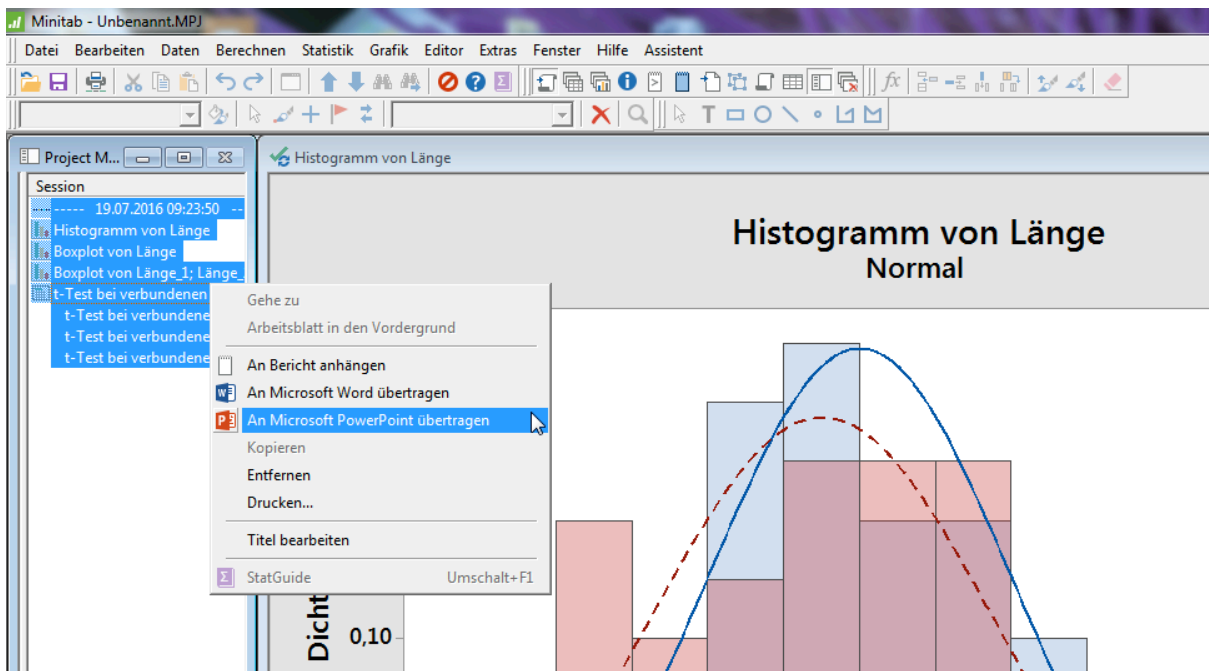 Minitab - Unbenannt.MPJ
Datei Bearbeiten Daten Berechnen Statistik Grafik Editor Extras Fenster Hilfe Assistent
Project M...
Histogramm von Länge
Session
----- 19.07.2016 09:23:50 --
Histogramm von Länge
Boxplot von Länge
Boxplot von Länge_1; Länge_
t-Test bei verbundenen
t-Test bei verbundene
t-Test bei verbundene
t-Test bei verbundene
Gehe zu
Arbeitsblatt in den Vordergrund
An Bericht anhängen
An Microsoft Word übertragen
An Microsoft PowerPoint übertragen
Kopieren
Entfernen
Drucken...
Titel bearbeiten
StatGuide Umschalt+F1
Histogramm von Länge
Normal
Dicht
0,10